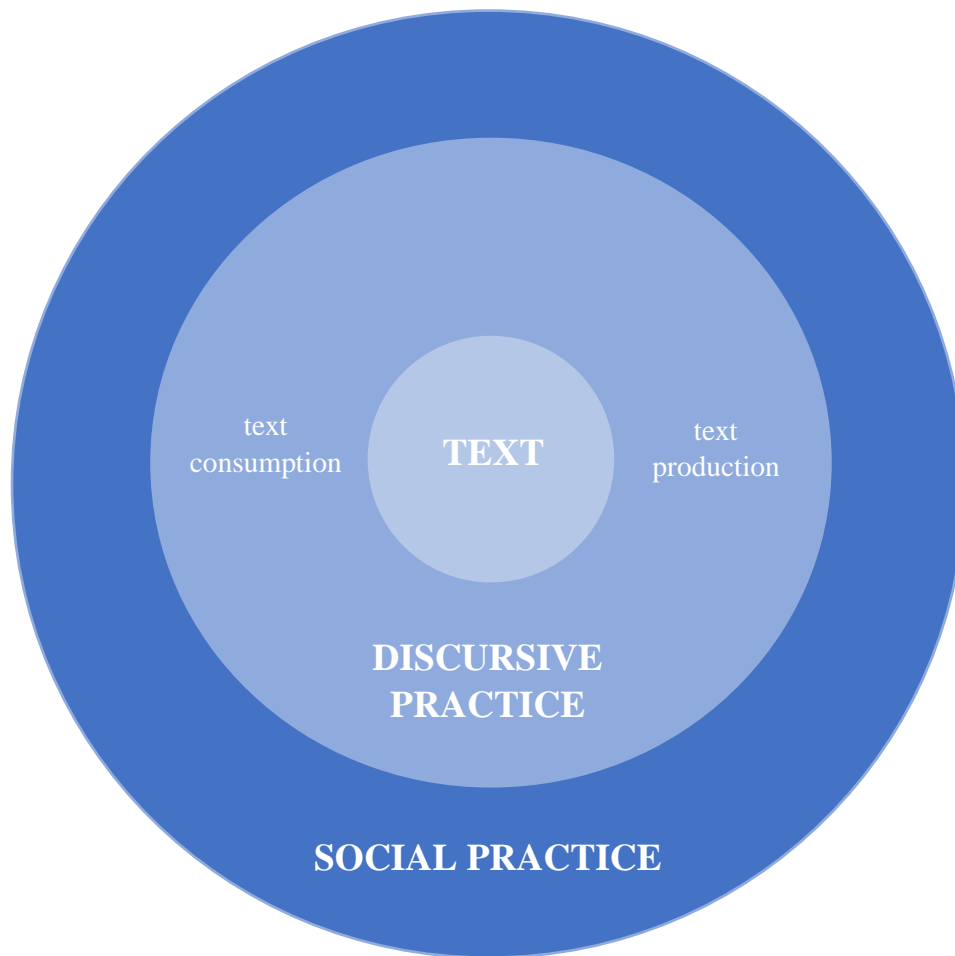 text
consumption
TEXT
text
production
DISCURSIVE
PRACTICE
SOCIAL PRACTICE